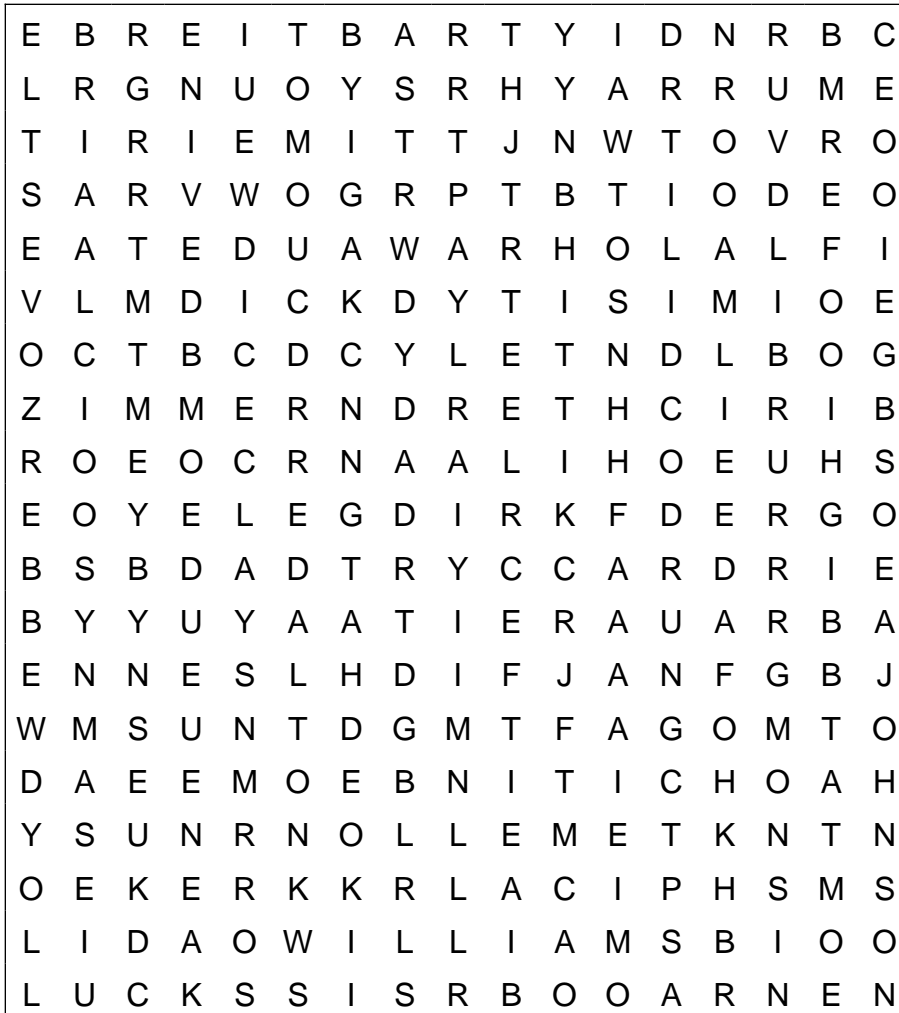 E B R E I T B A R T Y I D N R B C
L R G N U O Y S R H Y A R R U M E
T I R I E M I T T J N W T O V R O
S A R V W O G R P T B T I O D E O
E A T E D U A W A R H O L A L F I
V L M D I C K D Y T I S I M I O E
O C T B C D C Y L E T N D L B O G
Z I M M E R N D R E T H C I R I B
R O E O C R N A A L I H O E U H S
E O Y E L E G D I R K F D E R G O
B S B D A D T R Y C C A R D R I E
B Y Y U Y A A T I E R A U A R B A
E N N E S L H D I F J A N F G B J
W M S U N T D G M T F A G O M T O
D A E E M O E B N I T I C H O A H
Y S U N R N O L L E M E T K N T N
O E K E R K K R L A C I P H S M S
L I D A O W I L L I A M S B I O O
L U C K S S I S R B O O A R N E N